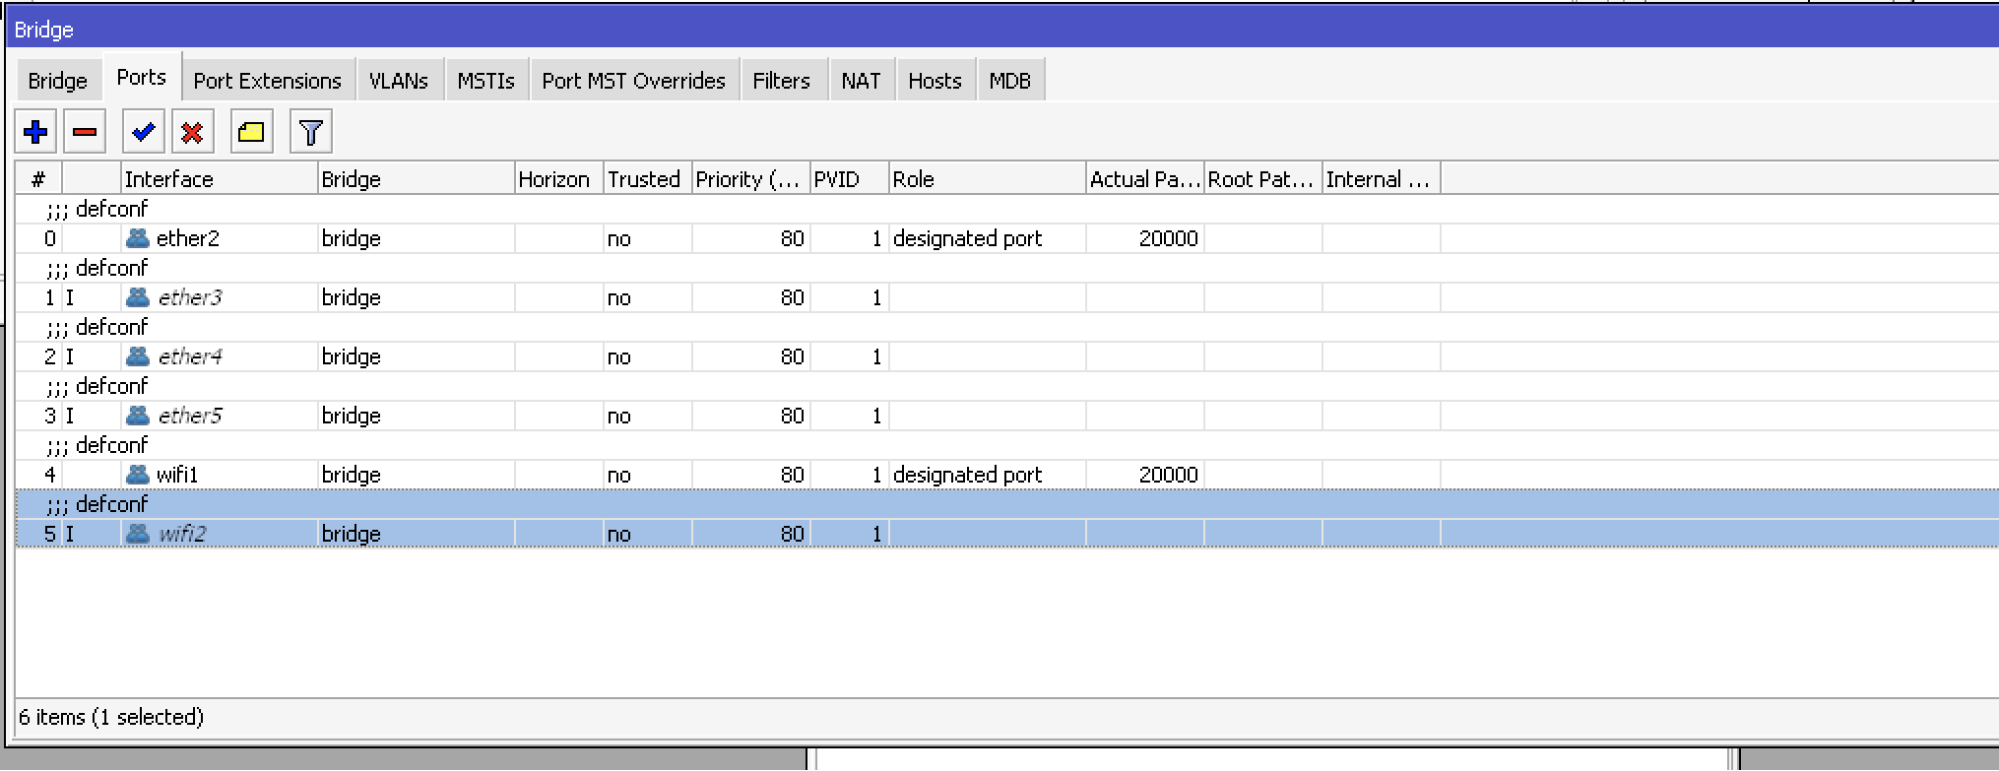 Bridge
Bridge Ports Port Extensions VLANs MSTIs Port MST Overrides Filters NAT Hosts MDB
# Interface Bridge Horizon Trusted Priority (... PVID Role Actual Pa... Root Pat... Internal ...
;;; defconf
0 ether2 bridge no 80 1 designated port 20000
;;; defconf
1 I ether3 bridge no 80 1
;;; defconf
2 I ether4 bridge no 80 1
;;; defconf
3 I ether5 bridge no 80 1
;;; defconf
4 wifi1 bridge no 80 1 designated port 20000
;;; defconf
5 I wifi2 bridge no 80 1
6 items (1 selected)